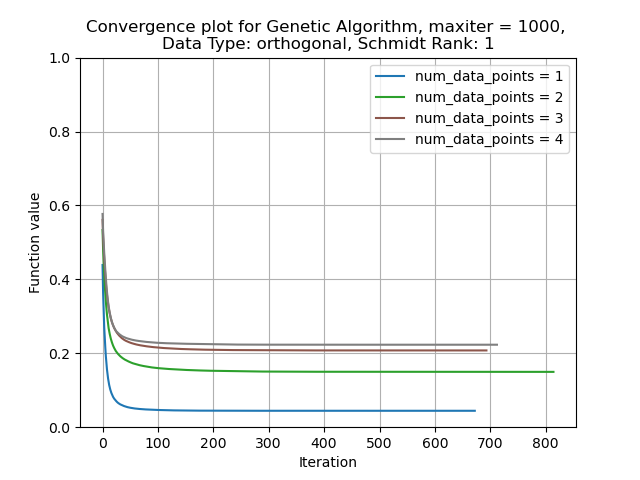 Convergence plot for Genetic Algorithm, maxiter = 1000,
Data Type: orthogonal, Schmidt Rank: 1
num_data_points = 1
num_data_points = 2
num_data_points = 3
num_data_points = 4
Function value
1.0
0.8
0.6
0.4
0.2
0.0
0 100 200 300 400 500 600 700 800
Iteration